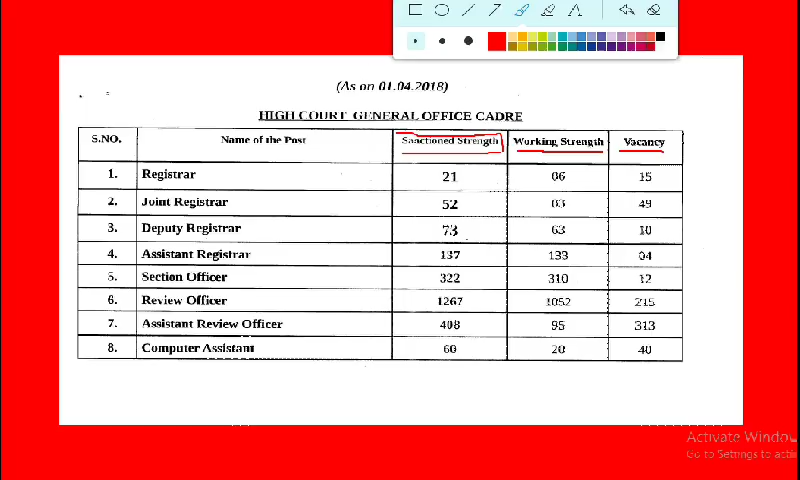 (As on 01.04.2018)
HIGH COURT GENERAL OFFICE CADRE
S.NO. Name of the Post Sanctioned Strength Working Strength Vacancy
1. Registrar 21 06 15
2. Joint Registrar 52 03 49
3. Deputy Registrar 73 63 10
4. Assistant Registrar 137 133 04
5. Section Officer 322 310 12
6. Review Officer 1267 1052 215
7. Assistant Review Officer 408 95 313
8. Computer Assistant 60 20 40
Activate Window
Go to Settings to activ